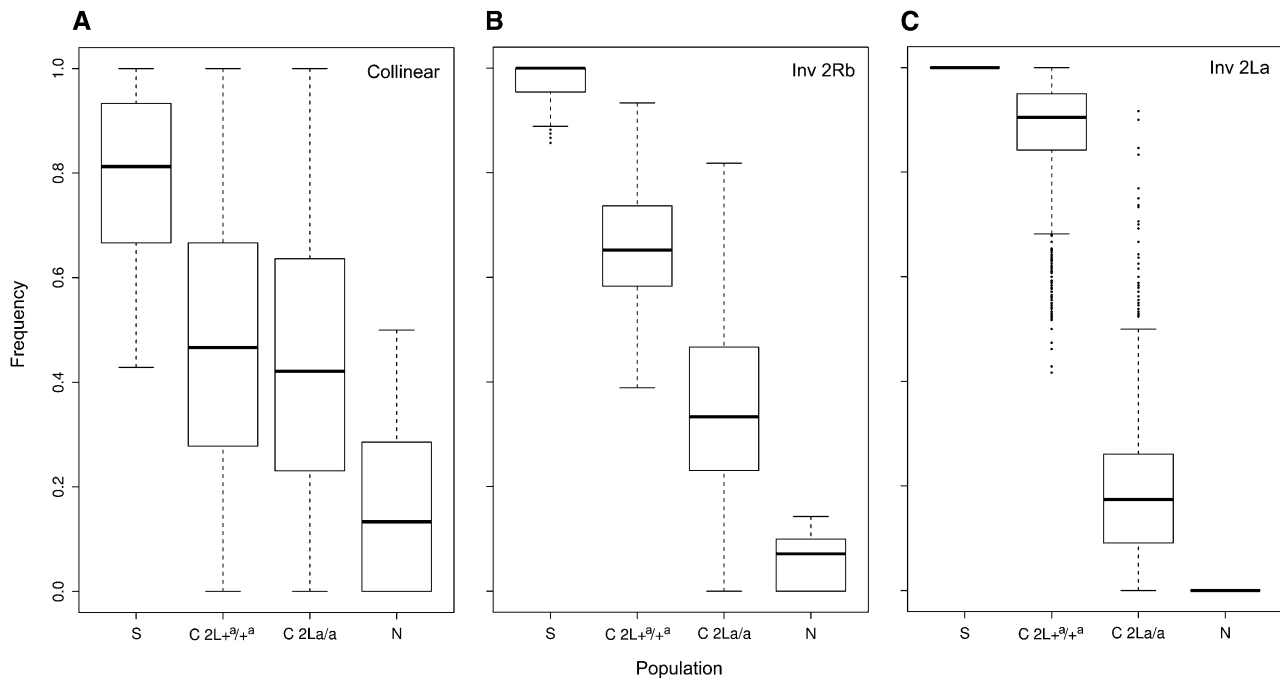 A
B
C
Collinear
Inv 2Rb
Inv 2La
Frequency
1.0
0.8
0.6
0.4
0.2
0.0
S C 2L+ᵃ/+ᵃ C 2La/a N
S C 2L+ᵃ/+ᵃ C 2La/a N
S C 2L+ᵃ/+ᵃ C 2La/a N
Population